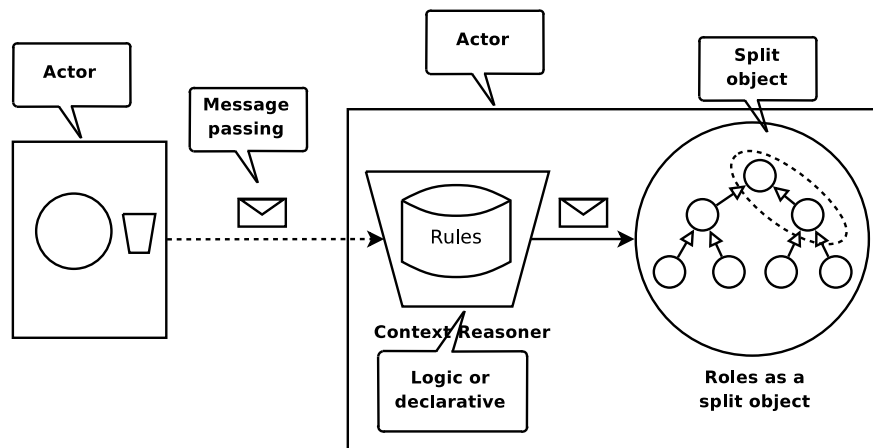 Actor
Message
passing
Actor
Split
object
Rules
Context Reasoner
Logic or
declarative
Roles as a
split object